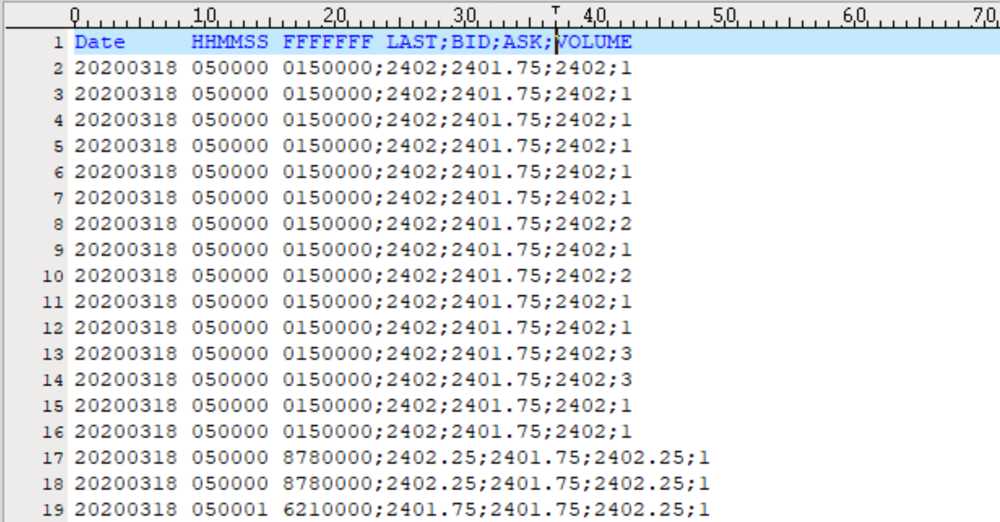 0 10 20 30 T 40 50 60 70
1 Date HHMMSS FFFFFFF LAST;BID;ASK;VOLUME
2 20200318 050000 0150000;2402;2401.75;2402;1
3 20200318 050000 0150000;2402;2401.75;2402;1
4 20200318 050000 0150000;2402;2401.75;2402;1
5 20200318 050000 0150000;2402;2401.75;2402;1
6 20200318 050000 0150000;2402;2401.75;2402;1
7 20200318 050000 0150000;2402;2401.75;2402;1
8 20200318 050000 0150000;2402;2401.75;2402;2
9 20200318 050000 0150000;2402;2401.75;2402;1
10 20200318 050000 0150000;2402;2401.75;2402;2
11 20200318 050000 0150000;2402;2401.75;2402;1
12 20200318 050000 0150000;2402;2401.75;2402;1
13 20200318 050000 0150000;2402;2401.75;2402;3
14 20200318 050000 0150000;2402;2401.75;2402;3
15 20200318 050000 0150000;2402;2401.75;2402;1
16 20200318 050000 0150000;2402;2401.75;2402;1
17 20200318 050000 8780000;2402.25;2401.75;2402.25;1
18 20200318 050000 8780000;2402.25;2401.75;2402.25;1
19 20200318 050001 6210000;2401.75;2401.75;2402.25;1